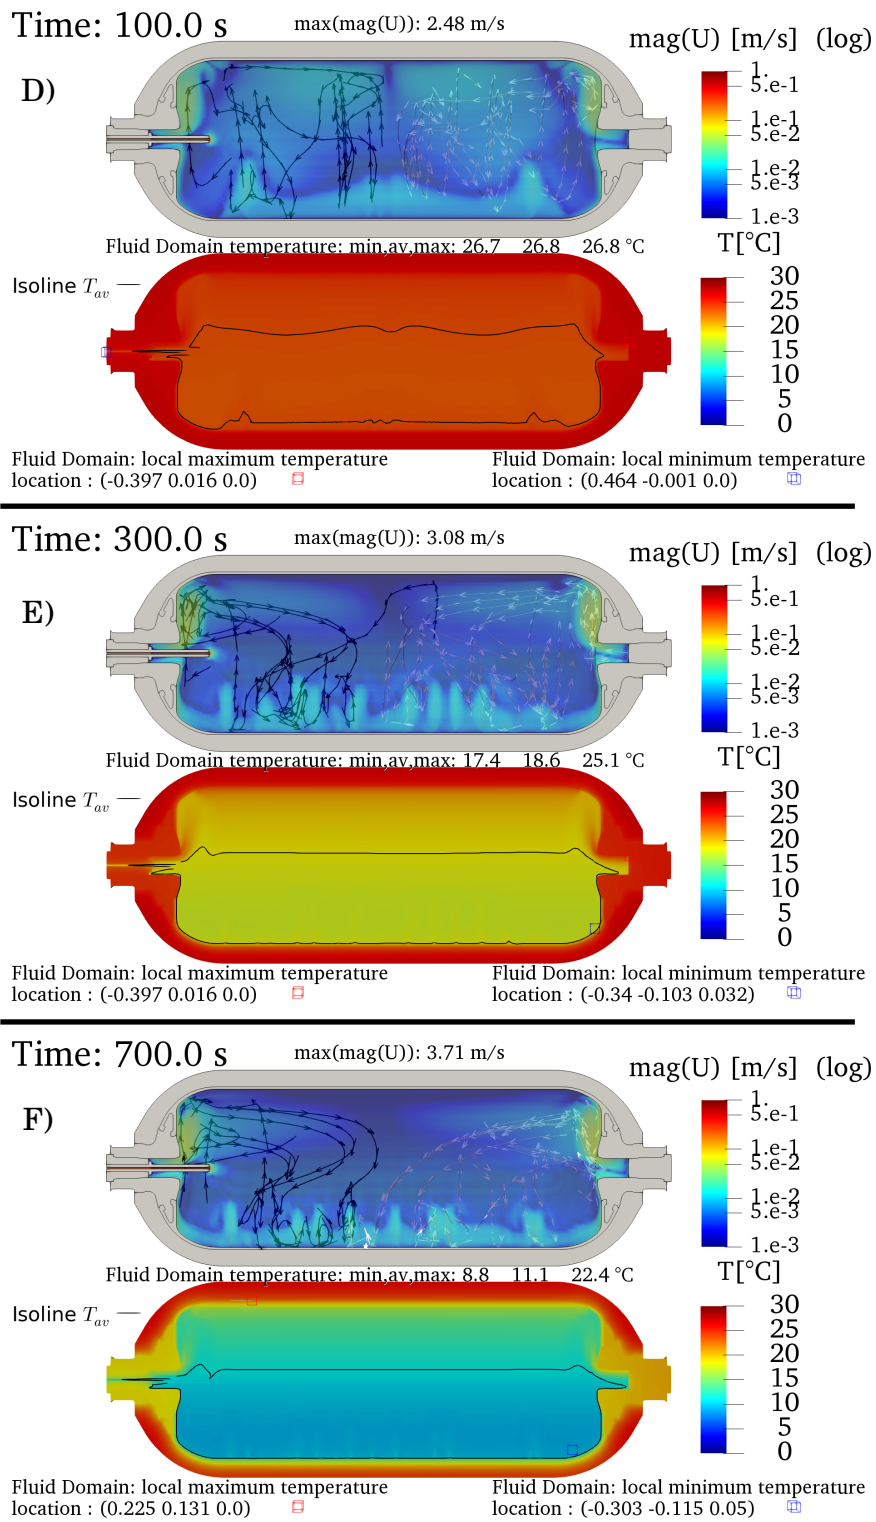 Time: 100.0 s
max(mag(U)): 2.48 m/s
mag(U) [m/s] (log)
D)
1.
5.e-1
1.e-1
5.e-2
1.e-2
5.e-3
1.e-3
Fluid Domain temperature: min,av,max: 26.7 26.8 26.8 °C
T[°C]
Isoline T_av
30
25
20
15
10
5
0
Fluid Domain: local maximum temperature
location : (-0.397 0.016 0.0)
Fluid Domain: local minimum temperature
location : (0.464 -0.001 0.0)
Time: 300.0 s
max(mag(U)): 3.08 m/s
mag(U) [m/s] (log)
E)
1.
5.e-1
1.e-1
5.e-2
1.e-2
5.e-3
1.e-3
Fluid Domain temperature: min,av,max: 17.4 18.6 25.1 °C
T[°C]
Isoline T_av
30
25
20
15
10
5
0
Fluid Domain: local maximum temperature
location : (-0.397 0.016 0.0)
Fluid Domain: local minimum temperature
location : (-0.34 -0.103 0.032)
Time: 700.0 s
max(mag(U)): 3.71 m/s
mag(U) [m/s] (log)
F)
1.
5.e-1
1.e-1
5.e-2
1.e-2
5.e-3
1.e-3
Fluid Domain temperature: min,av,max: 8.8 11.1 22.4 °C
T[°C]
Isoline T_av
30
25
20
15
10
5
0
Fluid Domain: local maximum temperature
location : (0.225 0.131 0.0)
Fluid Domain: local minimum temperature
location : (-0.303 -0.115 0.05)